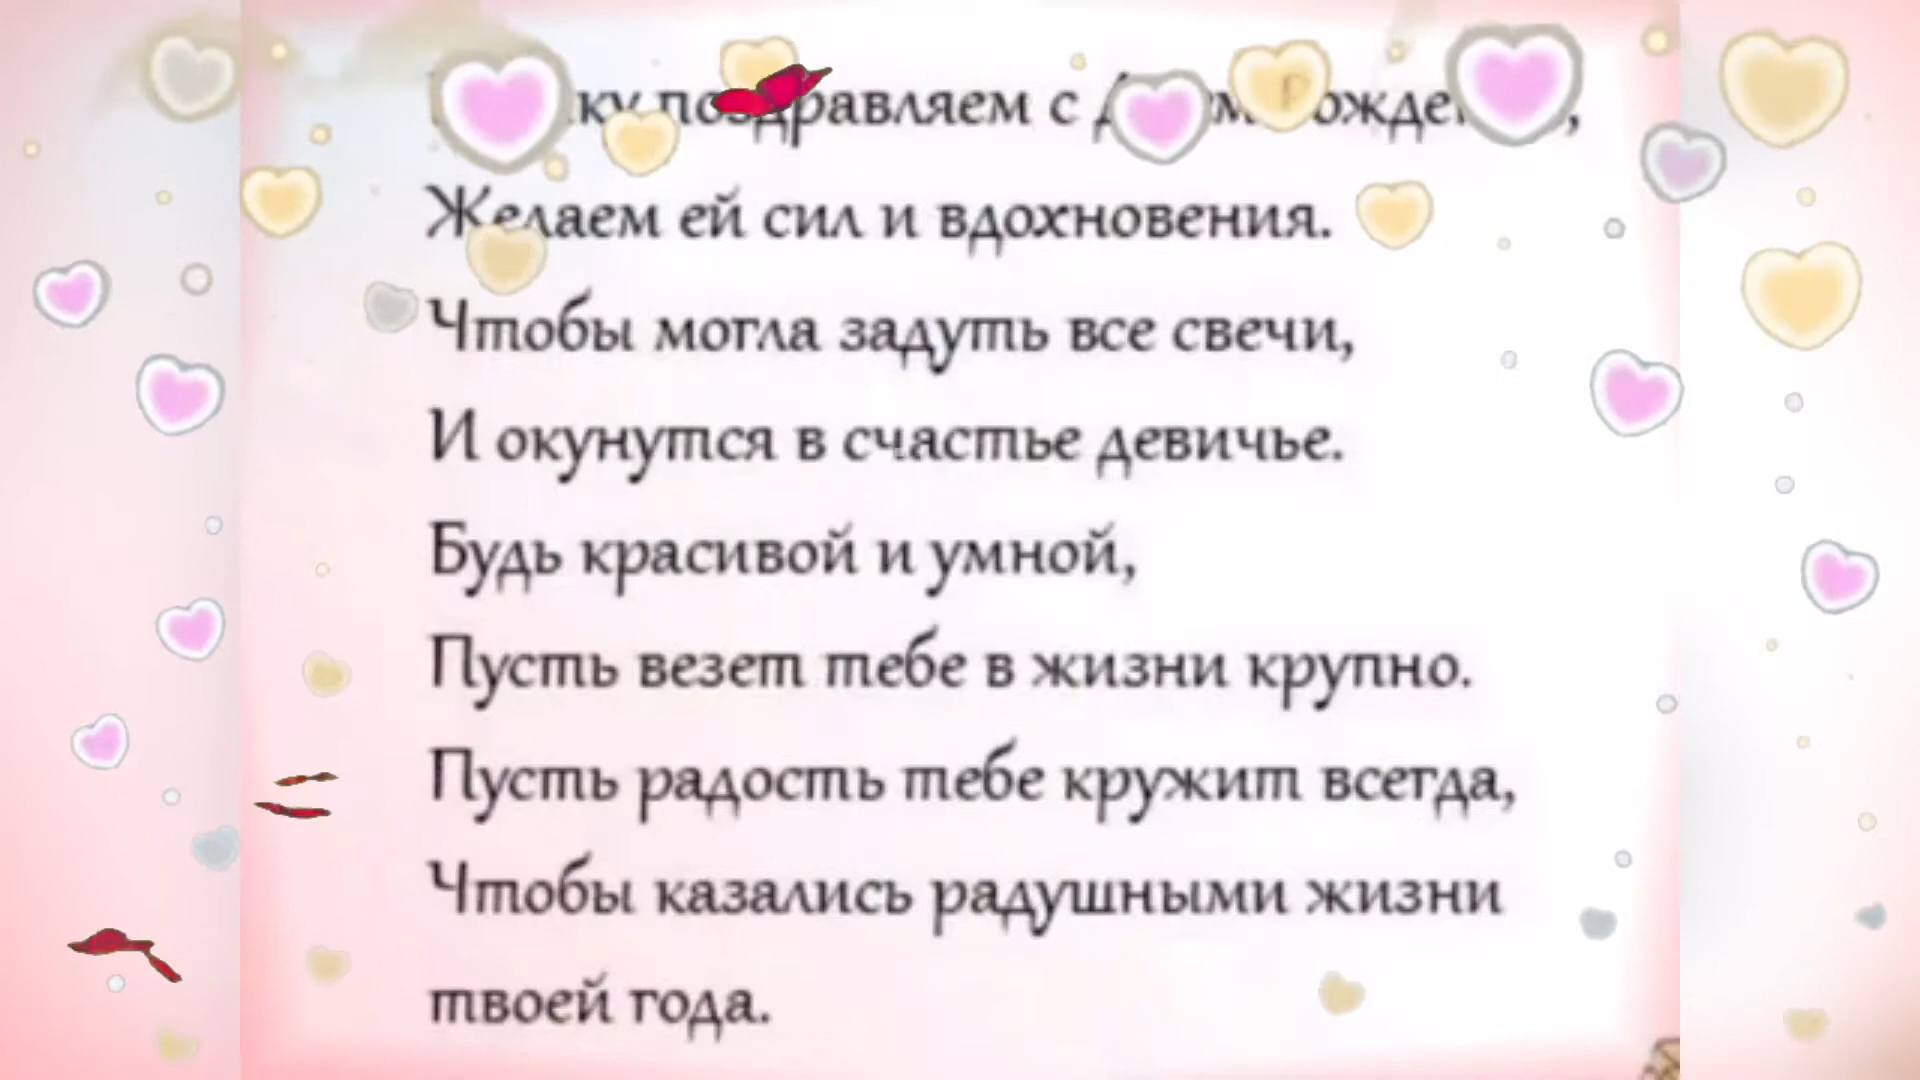 поздравляем с
Желаем ей сил и вдохновения.
Чтобы могла задуть все свечи,
И окунутся в счастье девичье.
Будь красивой и умной,
Пусть везет тебе в жизни крупно.
Пусть радость тебе кружит всегда,
Чтобы казались радушными жизни
твоей года.